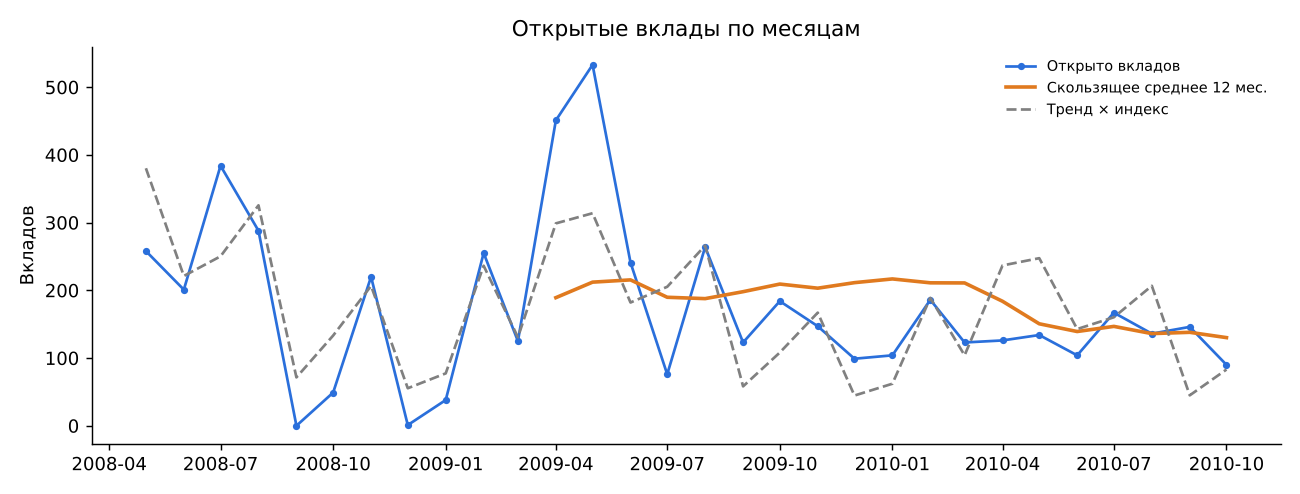 Открытые вклады по месяцам
Вкладов
500
400
300
200
100
0
2008-04 2008-07 2008-10 2009-01 2009-04 2009-07 2009-10 2010-01 2010-04 2010-07 2010-10
Открыто вкладов
Скользящее среднее 12 мес.
Тренд × индекс